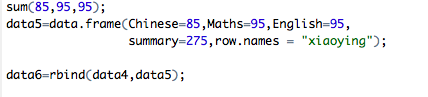 sum(85,95,95);
data5=data.frame(Chinese=85,Maths=95,English=95,
summary=275,row.names = "xiaoying");
data6=rbind(data4,data5);